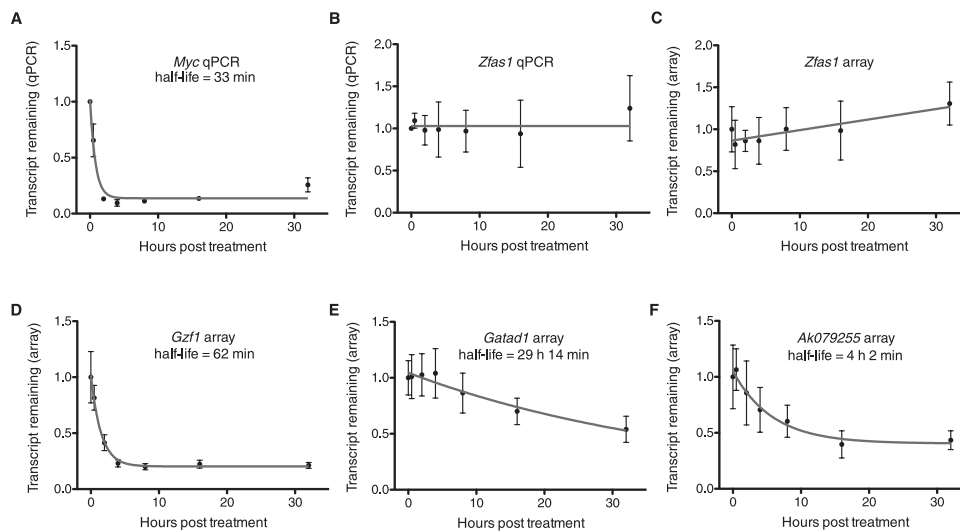 A
Transcript remaining (qPCR)
1.5
1.0
0.5
0.0
Myc qPCR
half-life = 33 min
0 10 20 30
Hours post treatment
B
Transcript remaining (qPCR)
2.0
1.5
1.0
0.5
0.0
Zfas1 qPCR
0 10 20 30
Hours post treatment
C
Transcript remaining (array)
2.0
1.5
1.0
0.5
0.0
Zfas1 array
0 10 20 30
Hours post treatment
D
Transcript remaining (array)
1.5
1.0
0.5
0.0
Gzf1 array
half-life = 62 min
0 10 20 30
Hours post treatment
E
Transcript remaining (array)
1.5
1.0
0.5
0.0
Gatad1 array
half-life = 29 h 14 min
0 10 20 30
Hours post treatment
F
Transcript remaining (array)
1.5
1.0
0.5
0.0
Ak079255 array
half-life = 4 h 2 min
0 10 20 30
Hours post treatment